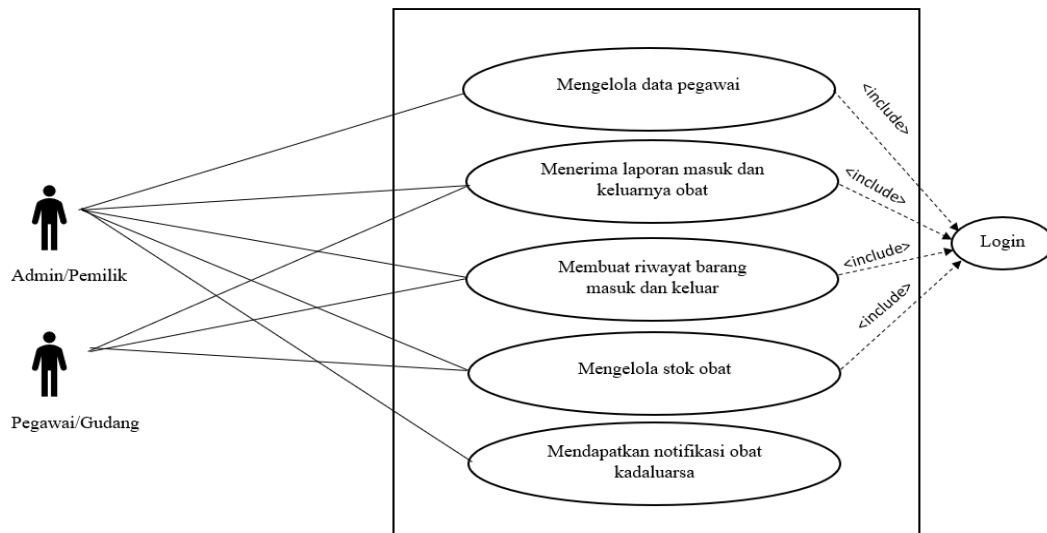 Mengelola data pegawai
<include>
Menerima laporan masuk dan
keluarnya obat
<include>
Admin/Pemilik
Membuat riwayat barang
masuk dan keluar
<include>
Login
Mengelola stok obat
<include>
Pegawai/Gudang
Mendapatkan notifikasi obat
kadaluarsa